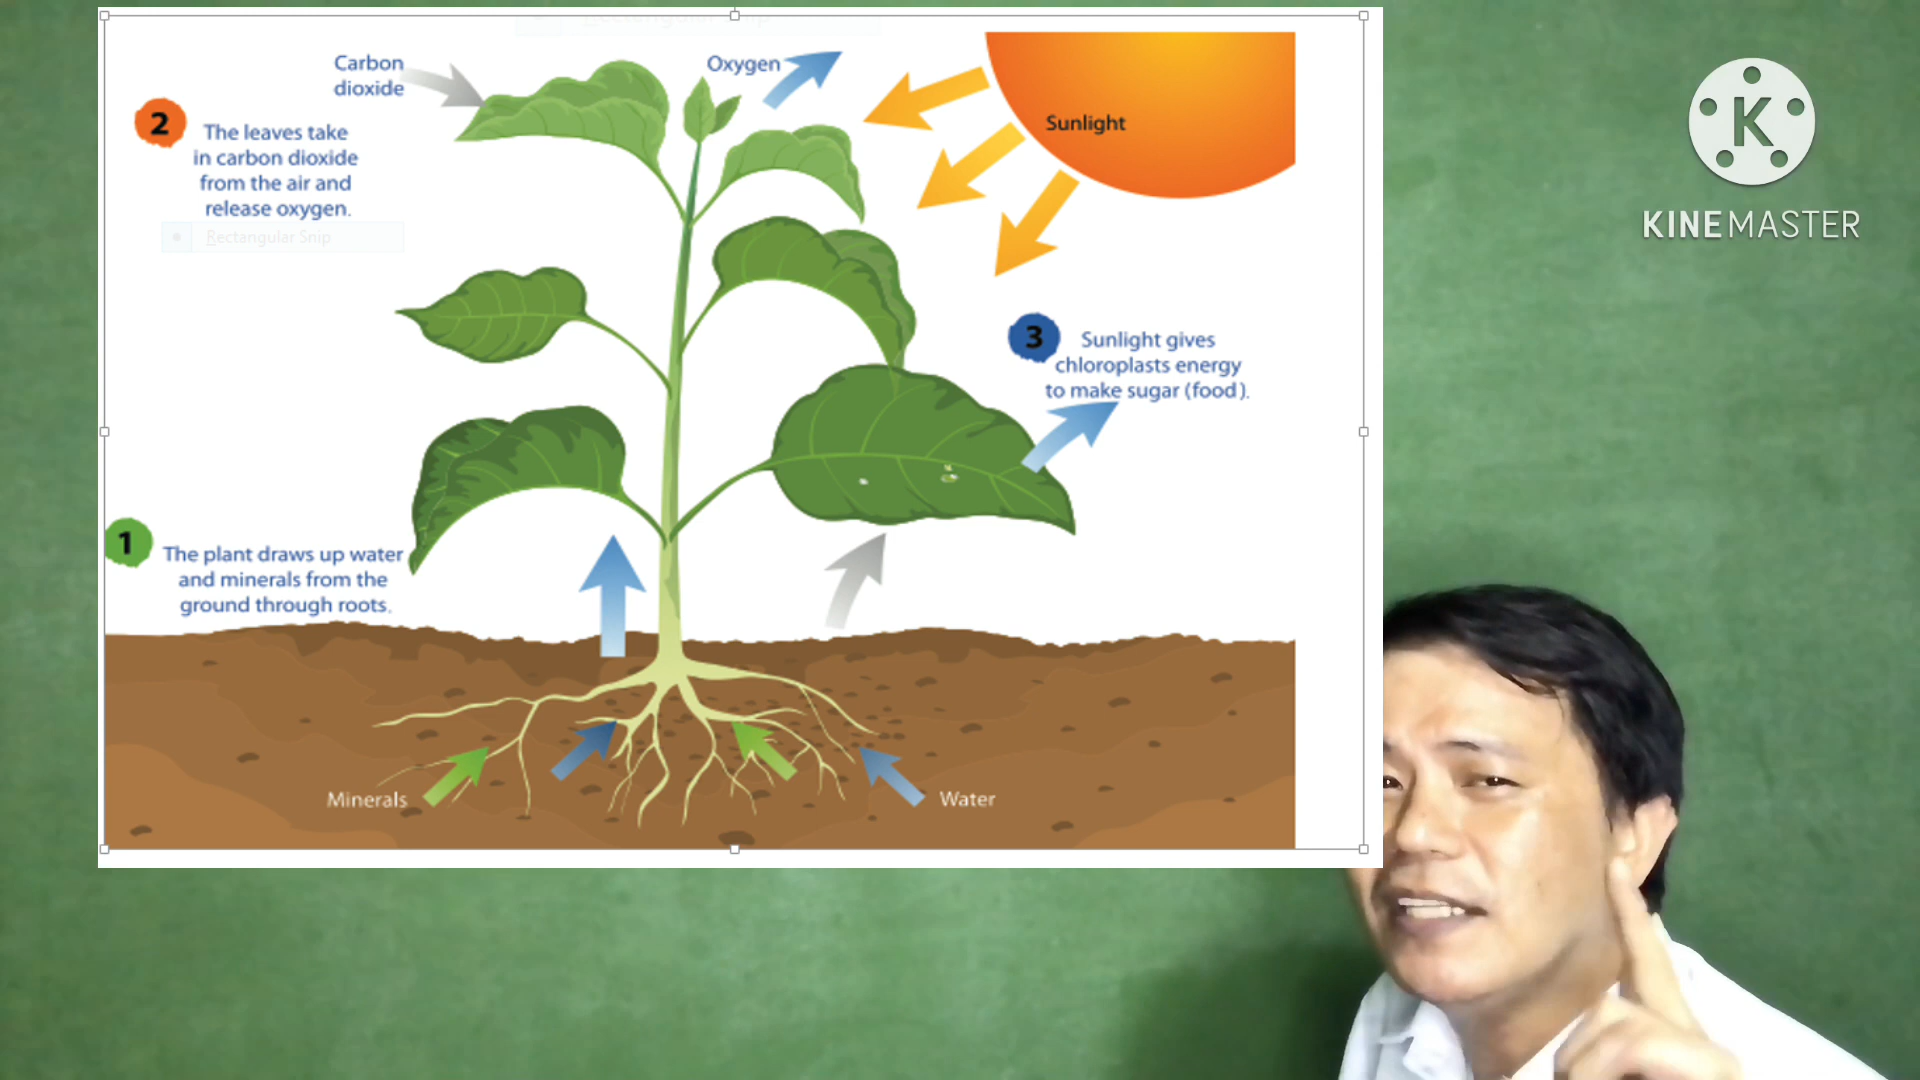 Carbon
dioxide
Oxygen
Sunlight
2
The leaves take
in carbon dioxide
from the air and
release oxygen.
Rectangular Snip
3
Sunlight gives
chloroplasts energy
to make sugar (food).
1
The plant draws up water
and minerals from the
ground through roots.
Minerals
Water
K
KINEMASTER